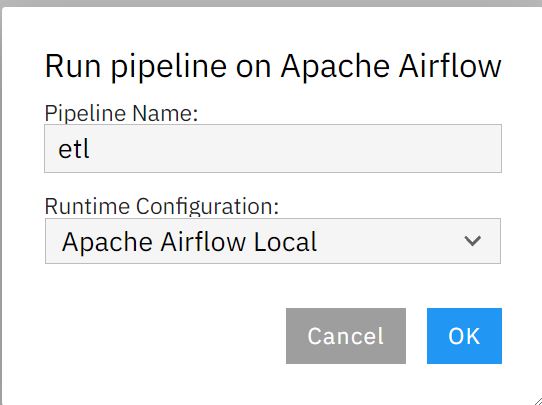 Run pipeline on Apache Airflow
Pipeline Name:
etl
Runtime Configuration:
Apache Airflow Local
Cancel OK